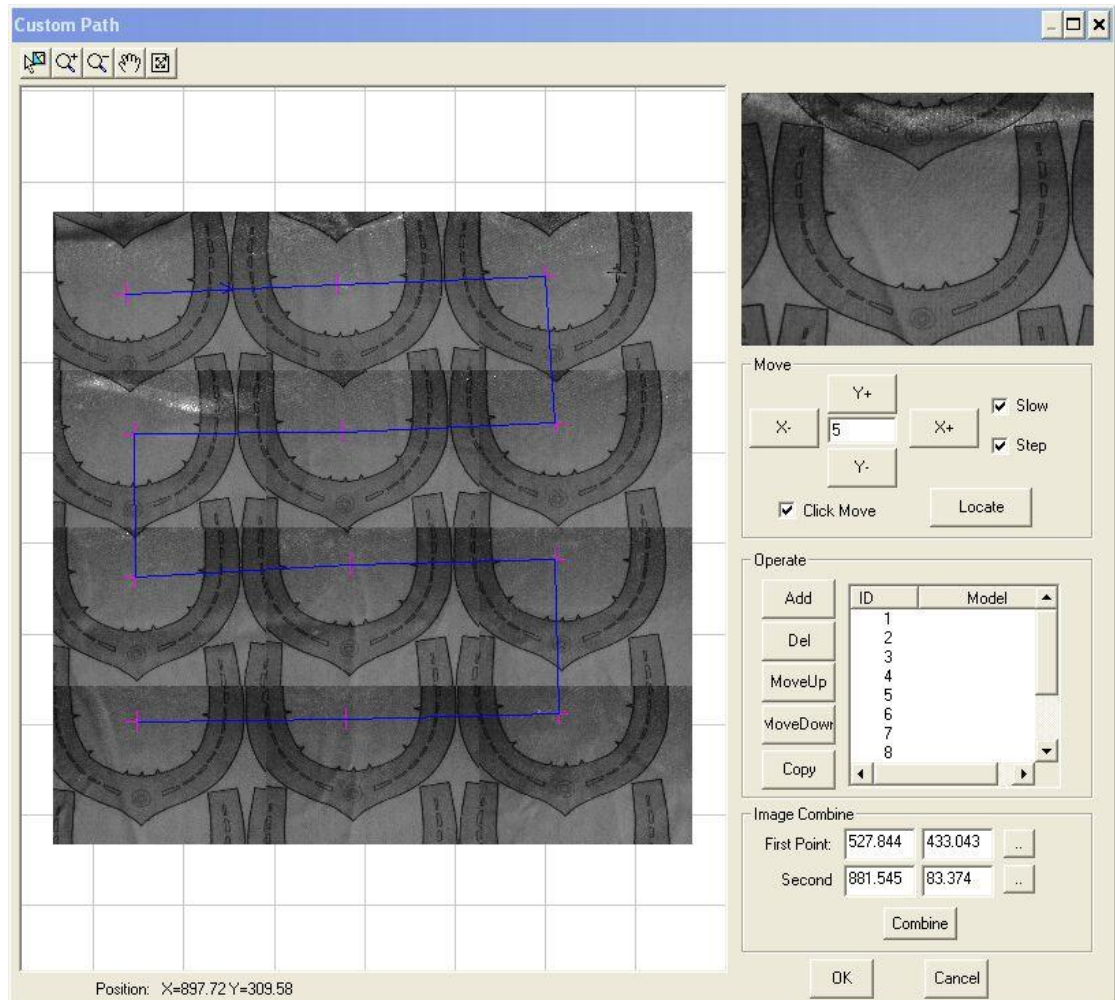 Custom Path
Move
Y+
X-
5
X+
Slow
Step
Y-
Click Move
Locate
Operate
Add
Del
MoveUp
MoveDown
Copy
ID Model
1
2
3
4
5
6
7
8
Image Combine
First Point: 527.844 433.043 ..
Second 881.545 83.374 ..
Combine
OK Cancel
Position: X=897.72 Y=309.58